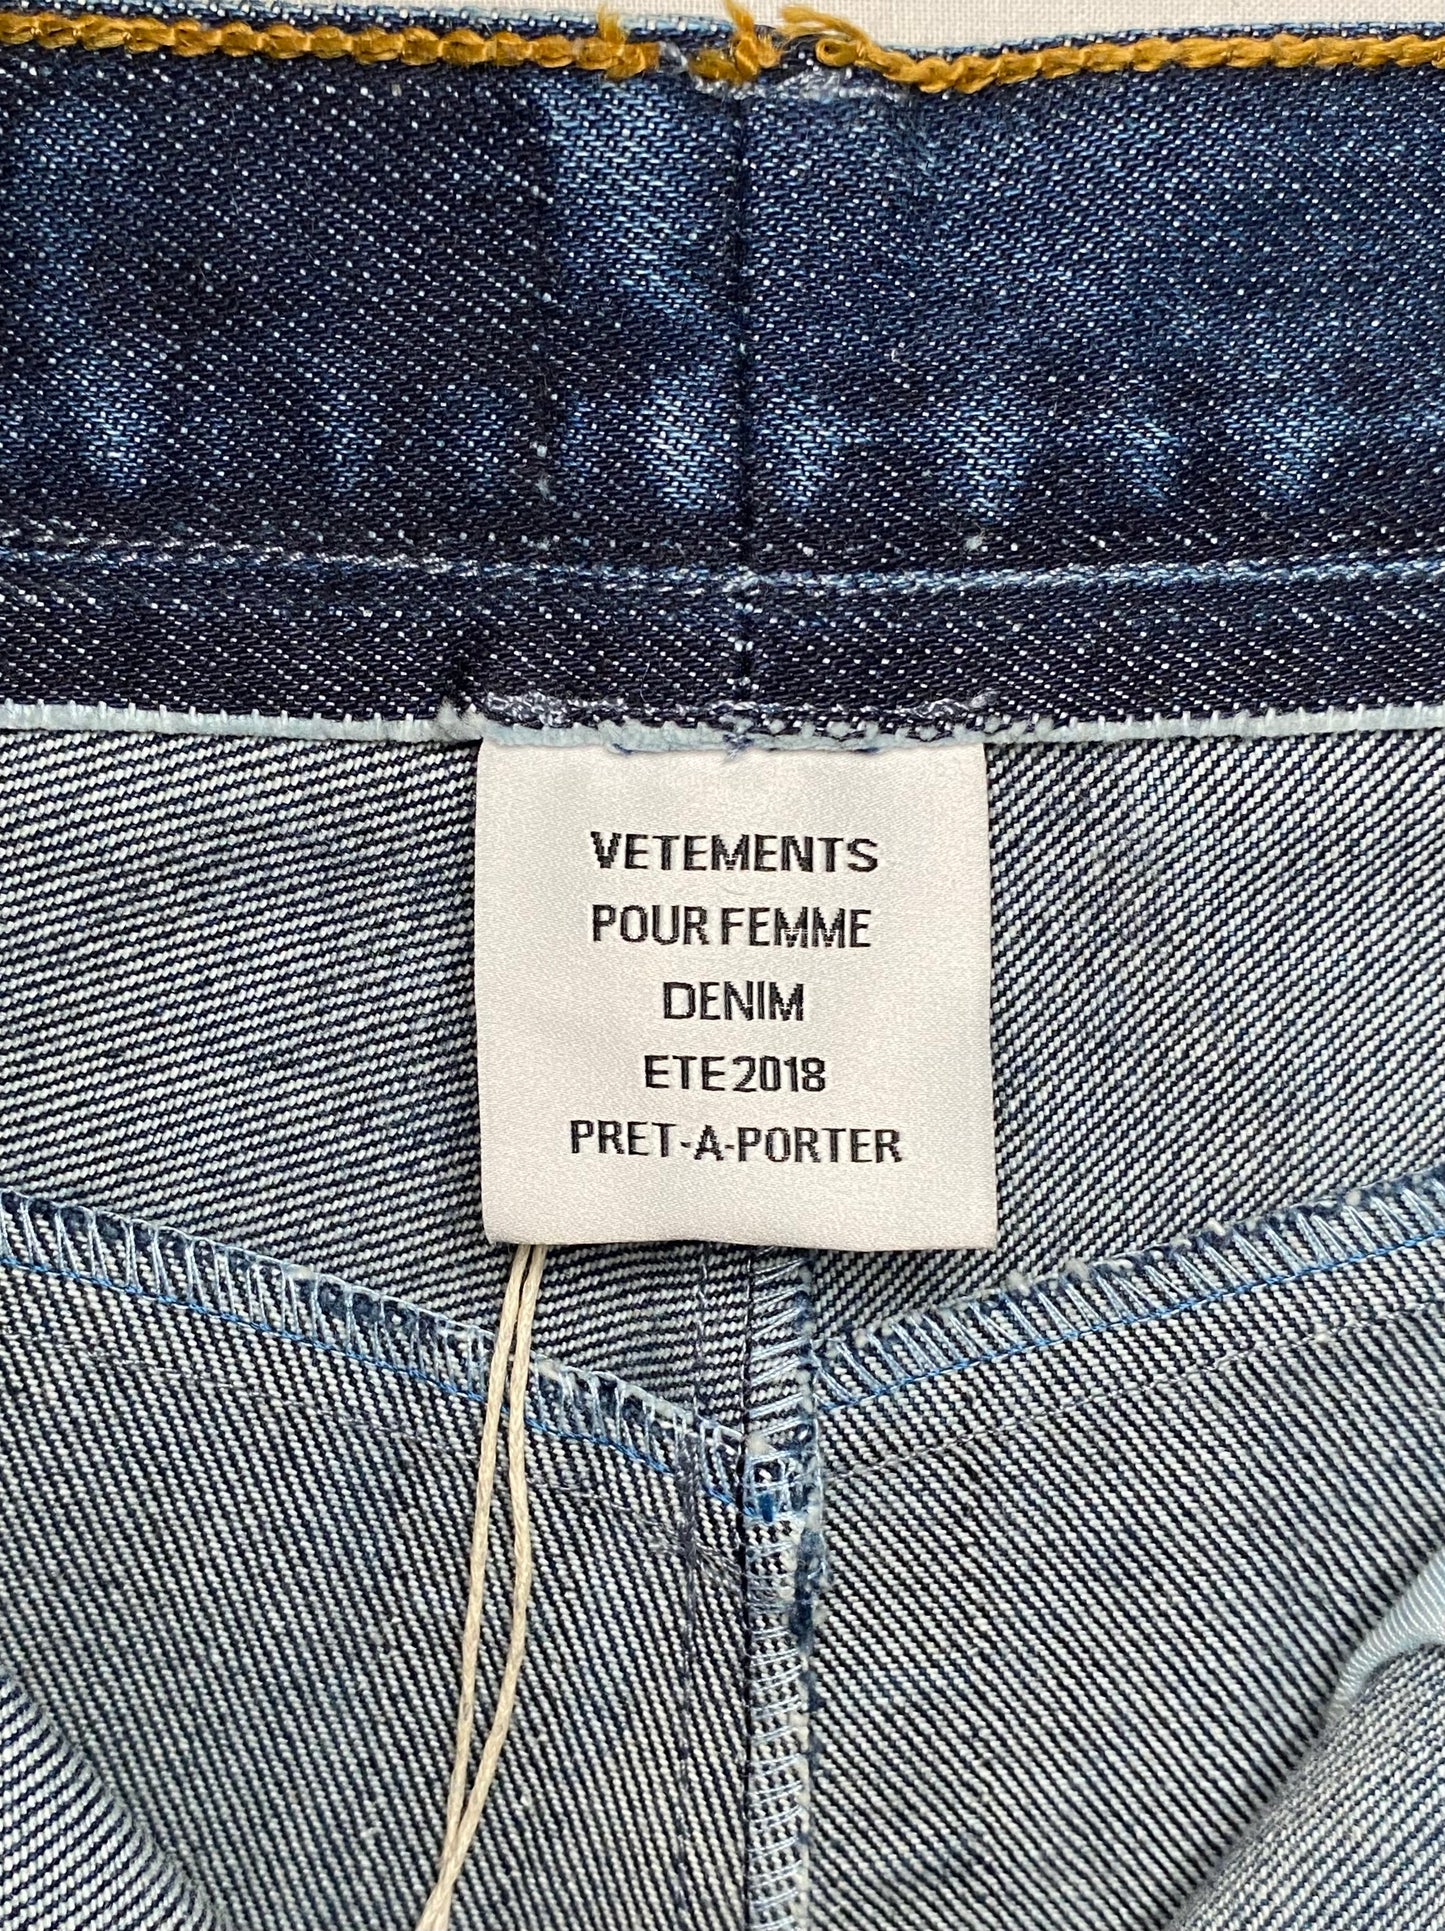 VETEMENTS
POUR FEMME
DENIM
ETE 2018
PRET-A-PORTER